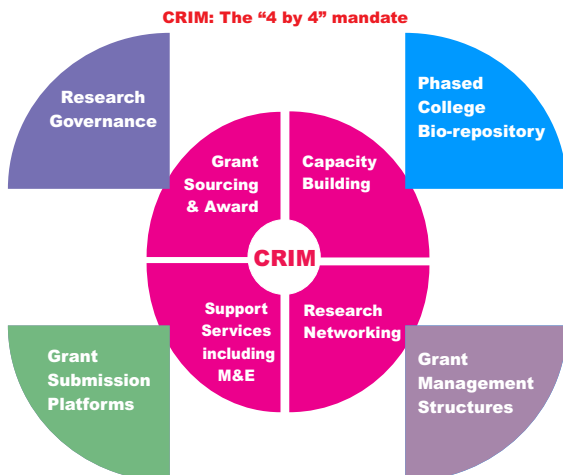 CRIM: The “4 by 4” mandate
Research
Governance
Phased
College
Bio-repository
Grant
Sourcing
& Award
Capacity
Building
CRIM
Support
Services
including
M&E
Research
Networking
Grant
Submission
Platforms
Grant
Management
Structures